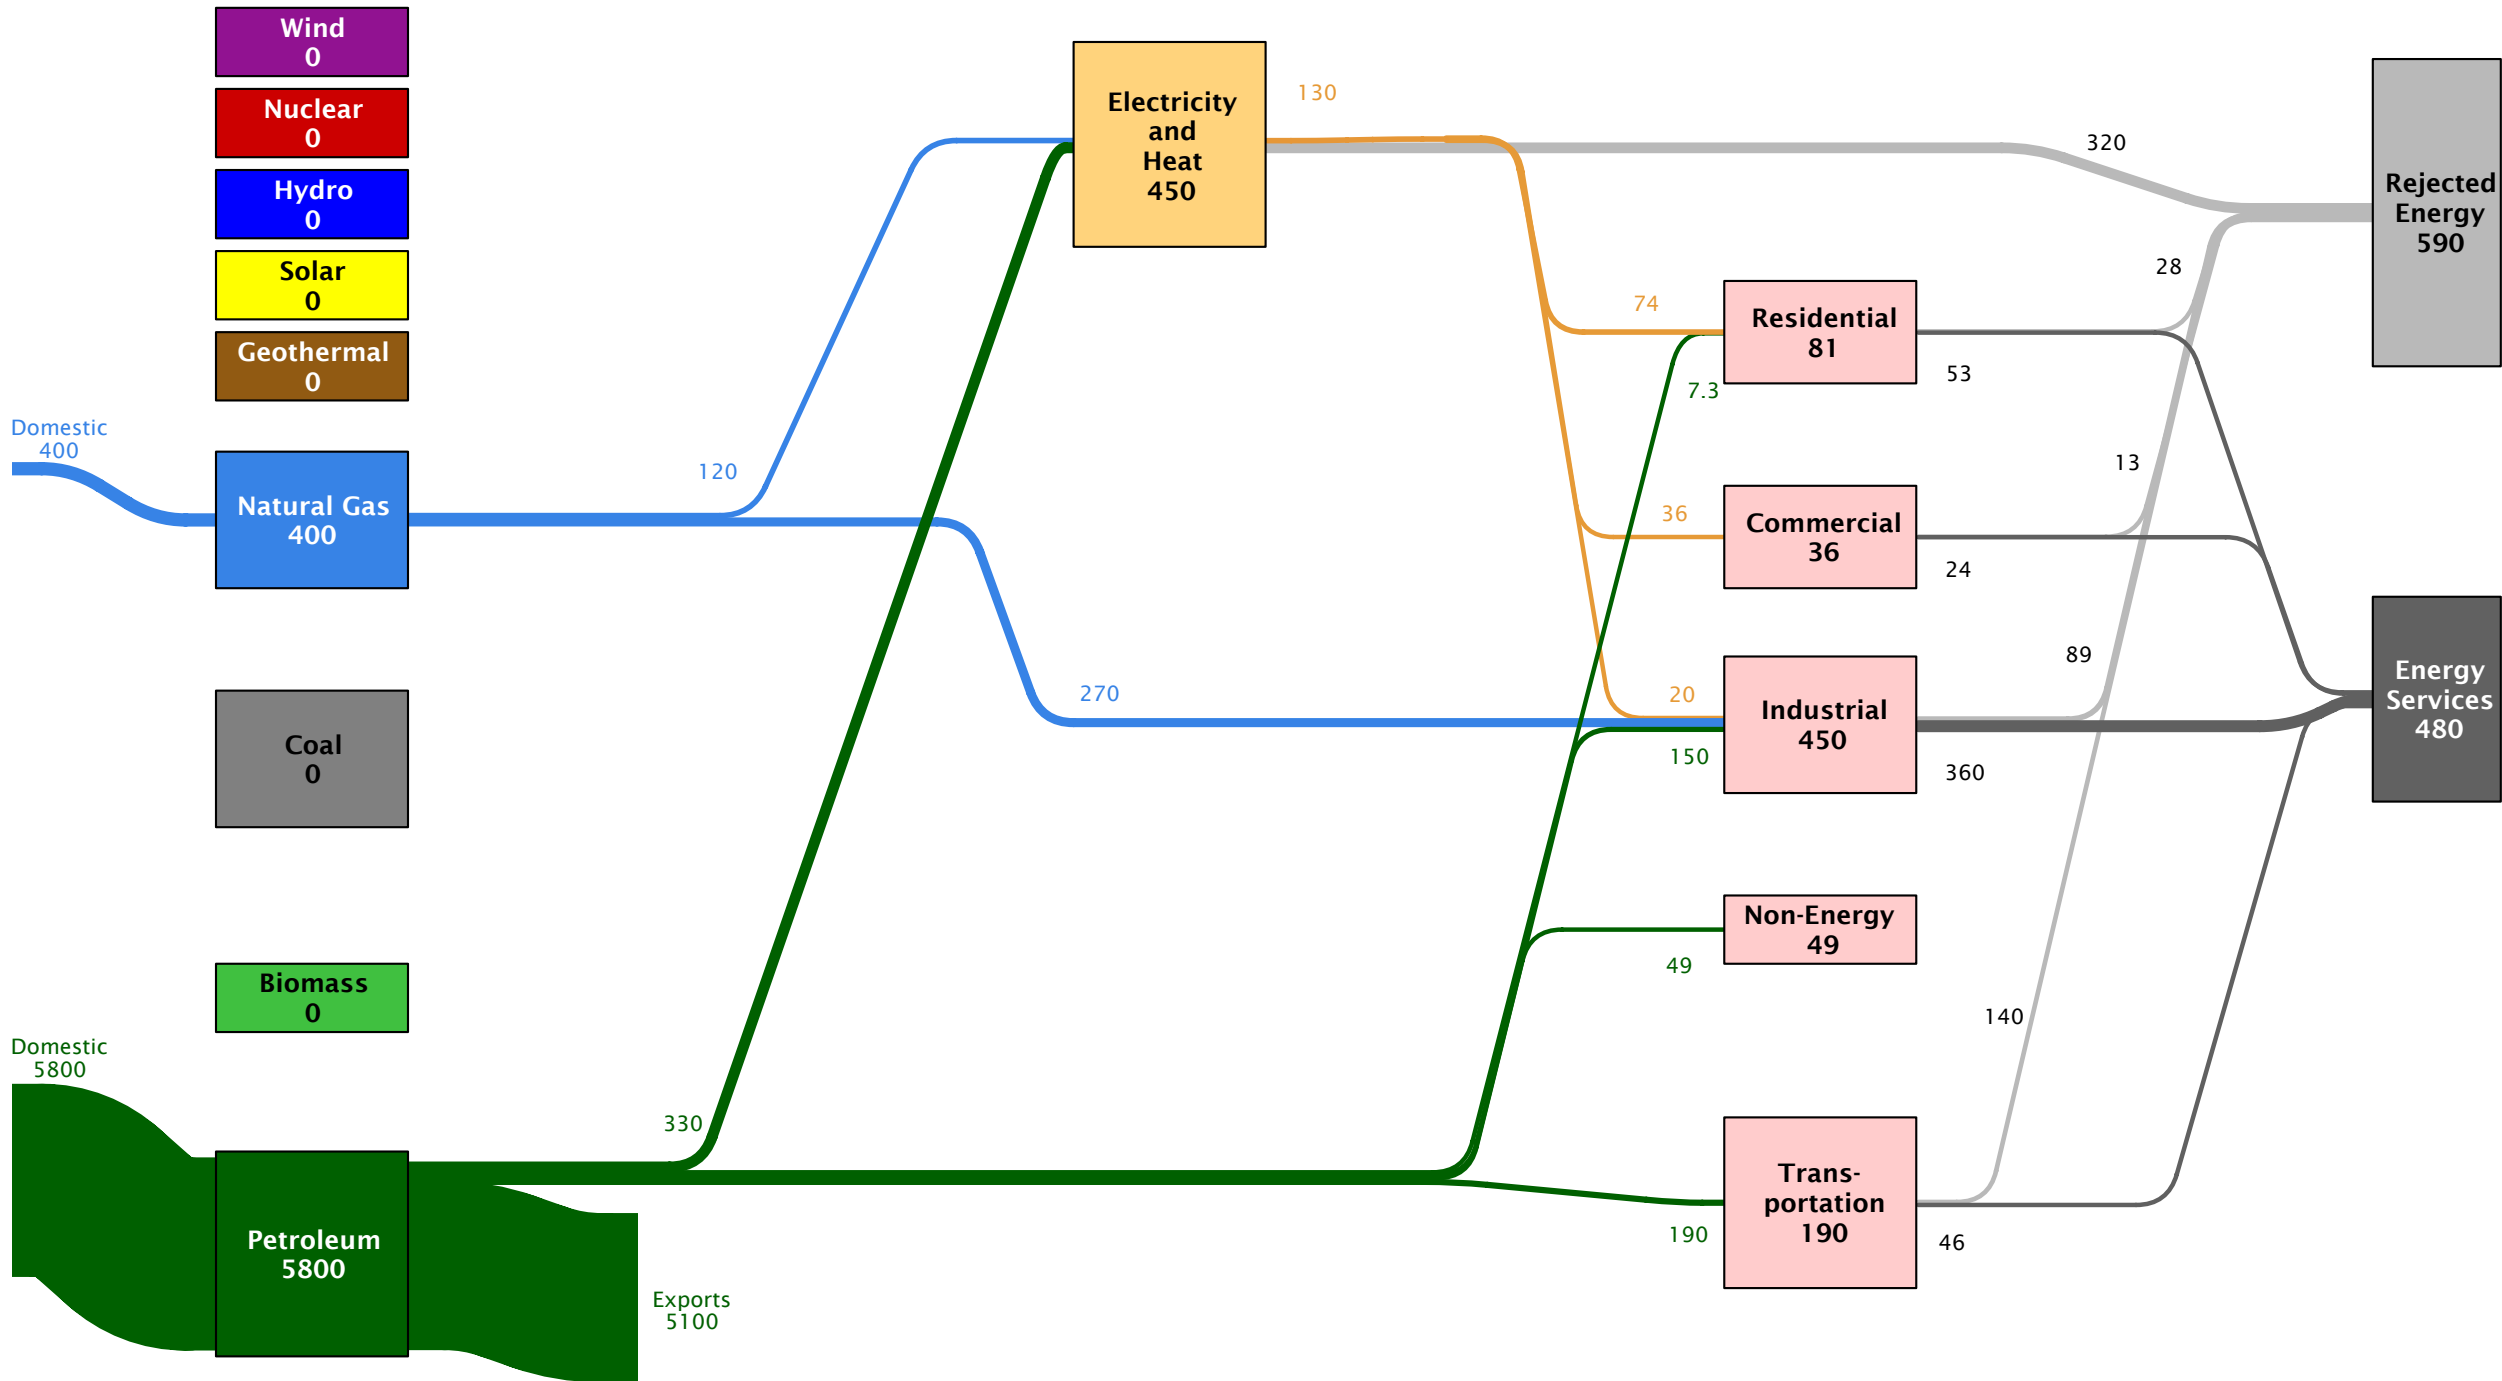 Wind
0
Nuclear
0
Hydro
0
Solar
0
Geothermal
0
Domestic
400
Natural Gas
400
Coal
0
Biomass
0
Domestic
5800
Petroleum
5800
Exports
5100
120
270
330
Electricity
and
Heat
450
130
74
7.3
36
20
150
49
190
Residential
81
Commercial
36
Industrial
450
Non-Energy
49
Trans-
portation
190
320
28
53
13
24
89
360
140
46
Rejected
Energy
590
Energy
Services
480